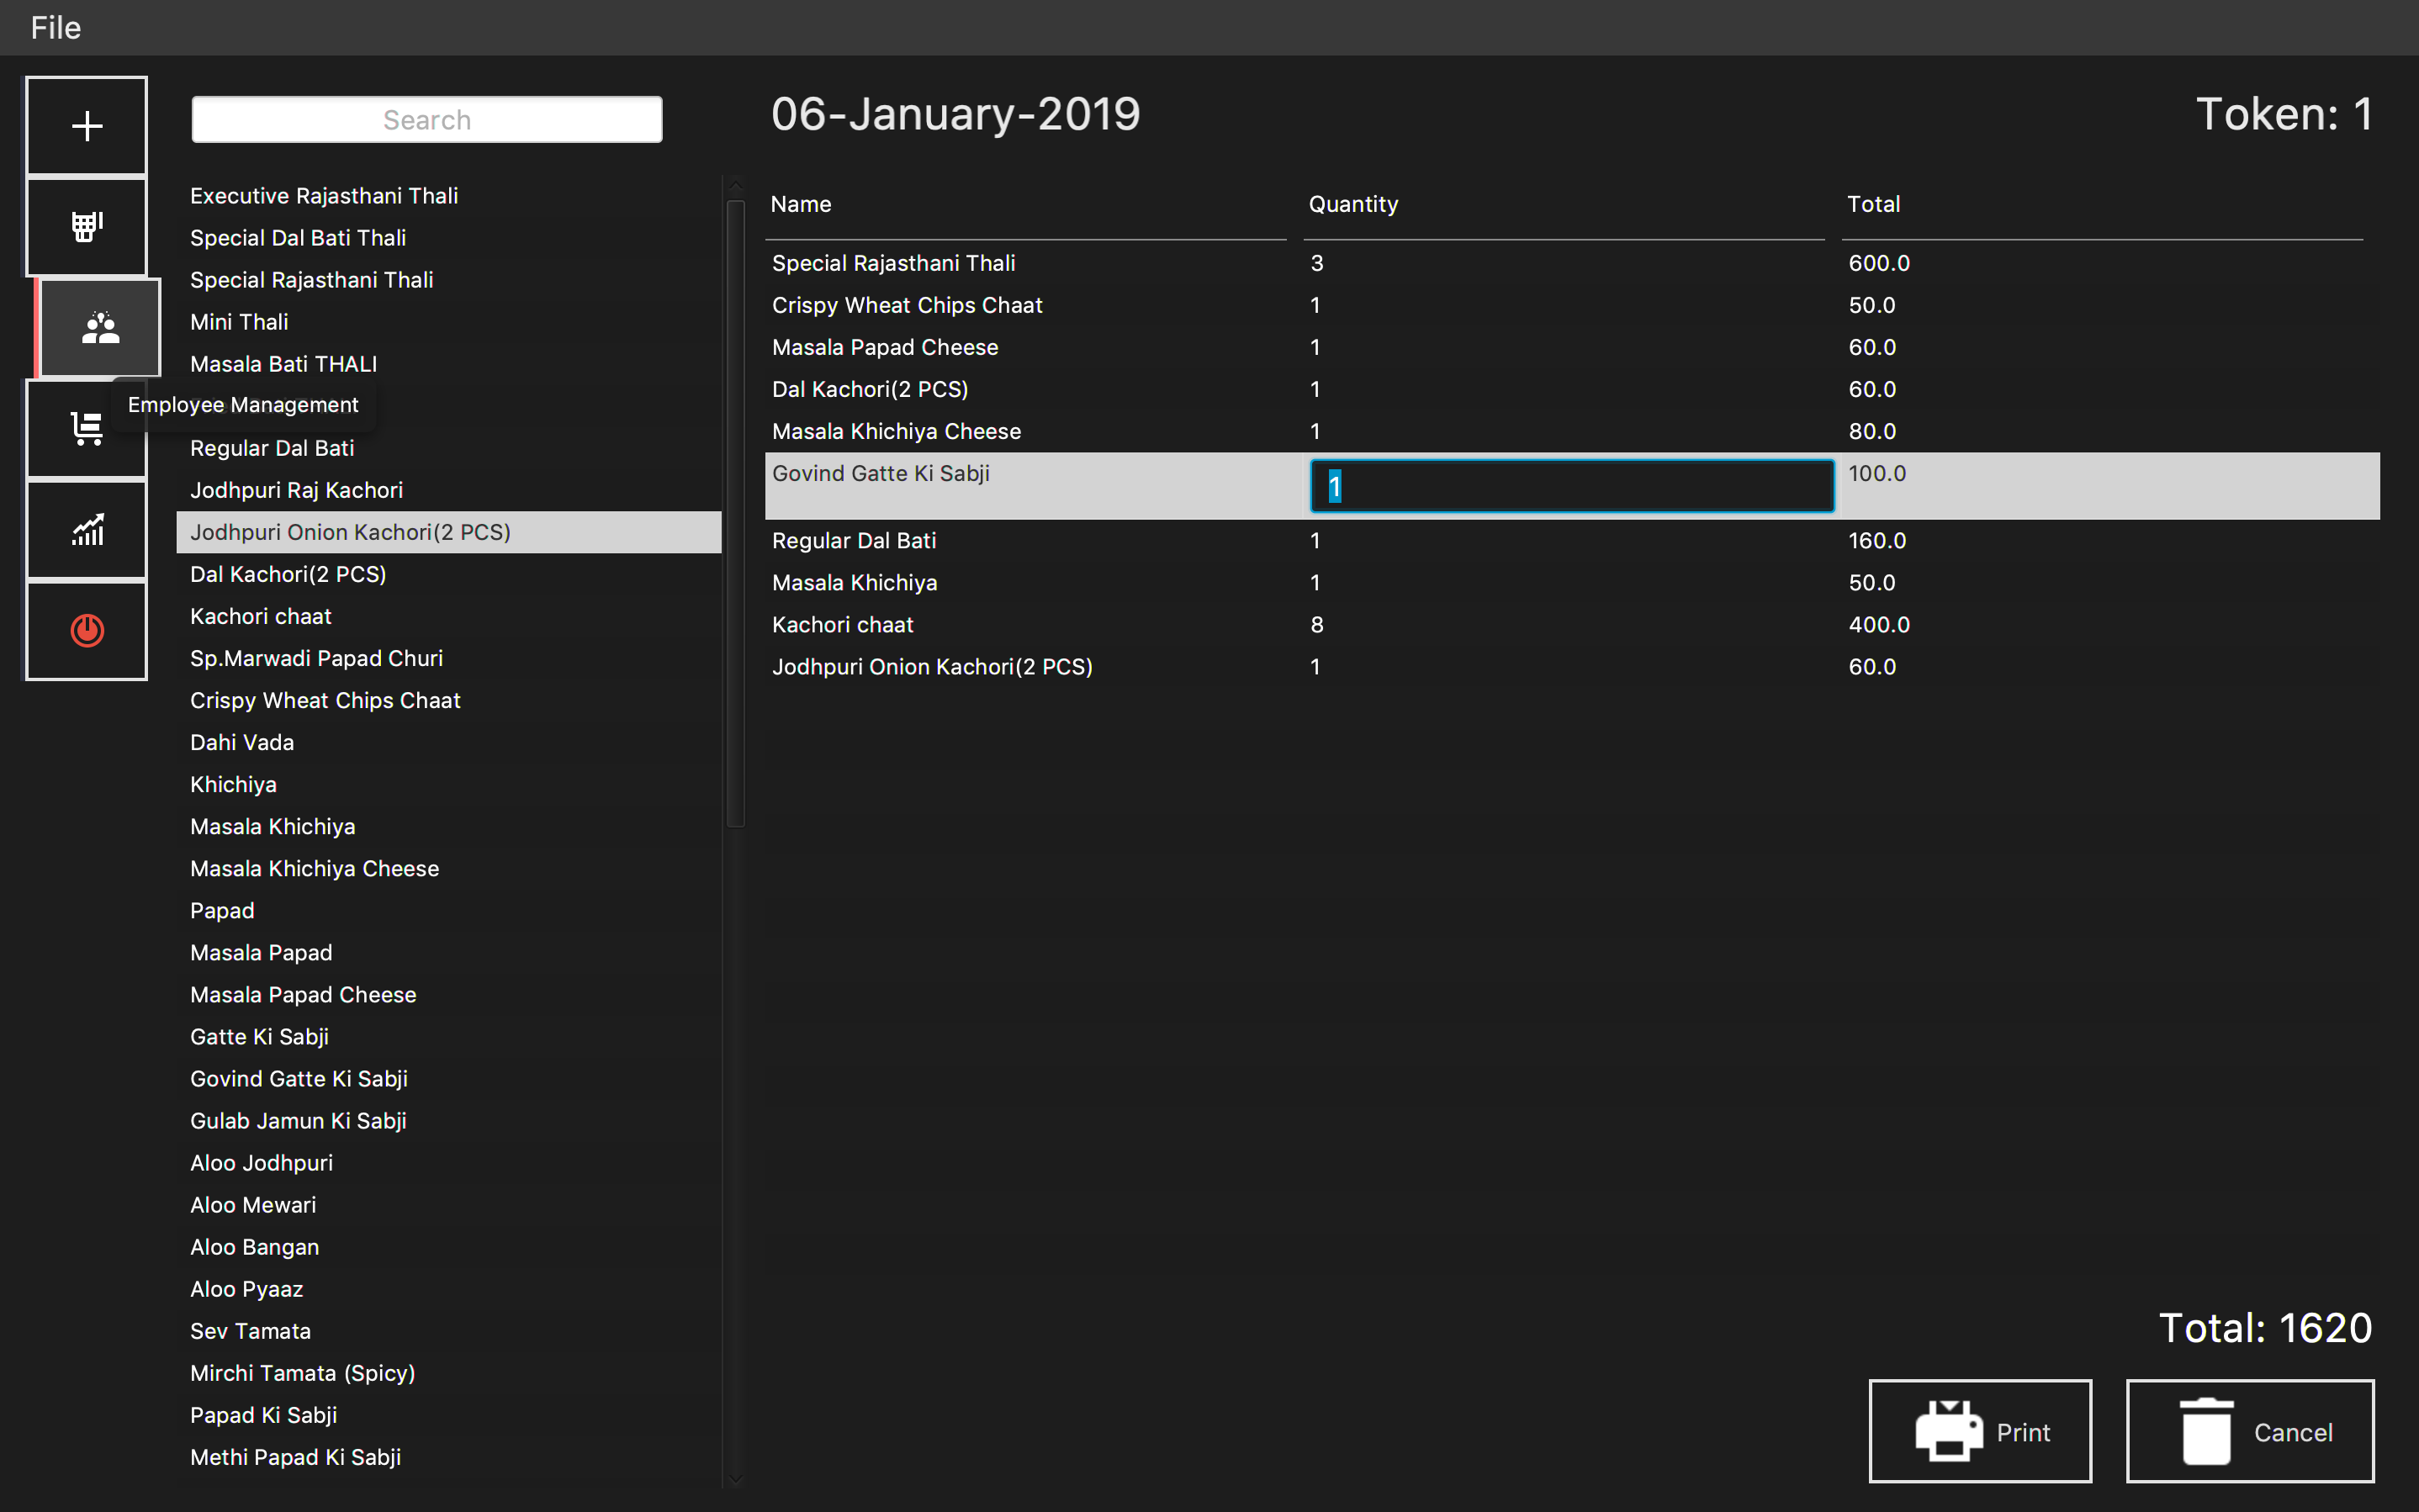 File
Search
06-January-2019
Token: 1
Executive Rajasthani Thali
Special Dal Bati Thali
Special Rajasthani Thali
Mini Thali
Masala Bati THALI
Employee Management
Regular Dal Bati
Jodhpuri Raj Kachori
Jodhpuri Onion Kachori(2 PCS)
Dal Kachori(2 PCS)
Kachori chaat
Sp.Marwadi Papad Churi
Crispy Wheat Chips Chaat
Dahi Vada
Khichiya
Masala Khichiya
Masala Khichiya Cheese
Papad
Masala Papad
Masala Papad Cheese
Gatte Ki Sabji
Govind Gatte Ki Sabji
Gulab Jamun Ki Sabji
Aloo Jodhpuri
Aloo Mewari
Aloo Bangan
Aloo Pyaaz
Sev Tamata
Mirchi Tamata (Spicy)
Papad Ki Sabji
Methi Papad Ki Sabji
Name Quantity Total
Special Rajasthani Thali 3 600.0
Crispy Wheat Chips Chaat 1 50.0
Masala Papad Cheese 1 60.0
Dal Kachori(2 PCS) 1 60.0
Masala Khichiya Cheese 1 80.0
Govind Gatte Ki Sabji 1 100.0
Regular Dal Bati 1 160.0
Masala Khichiya 1 50.0
Kachori chaat 8 400.0
Jodhpuri Onion Kachori(2 PCS) 1 60.0
Total: 1620
Print
Cancel